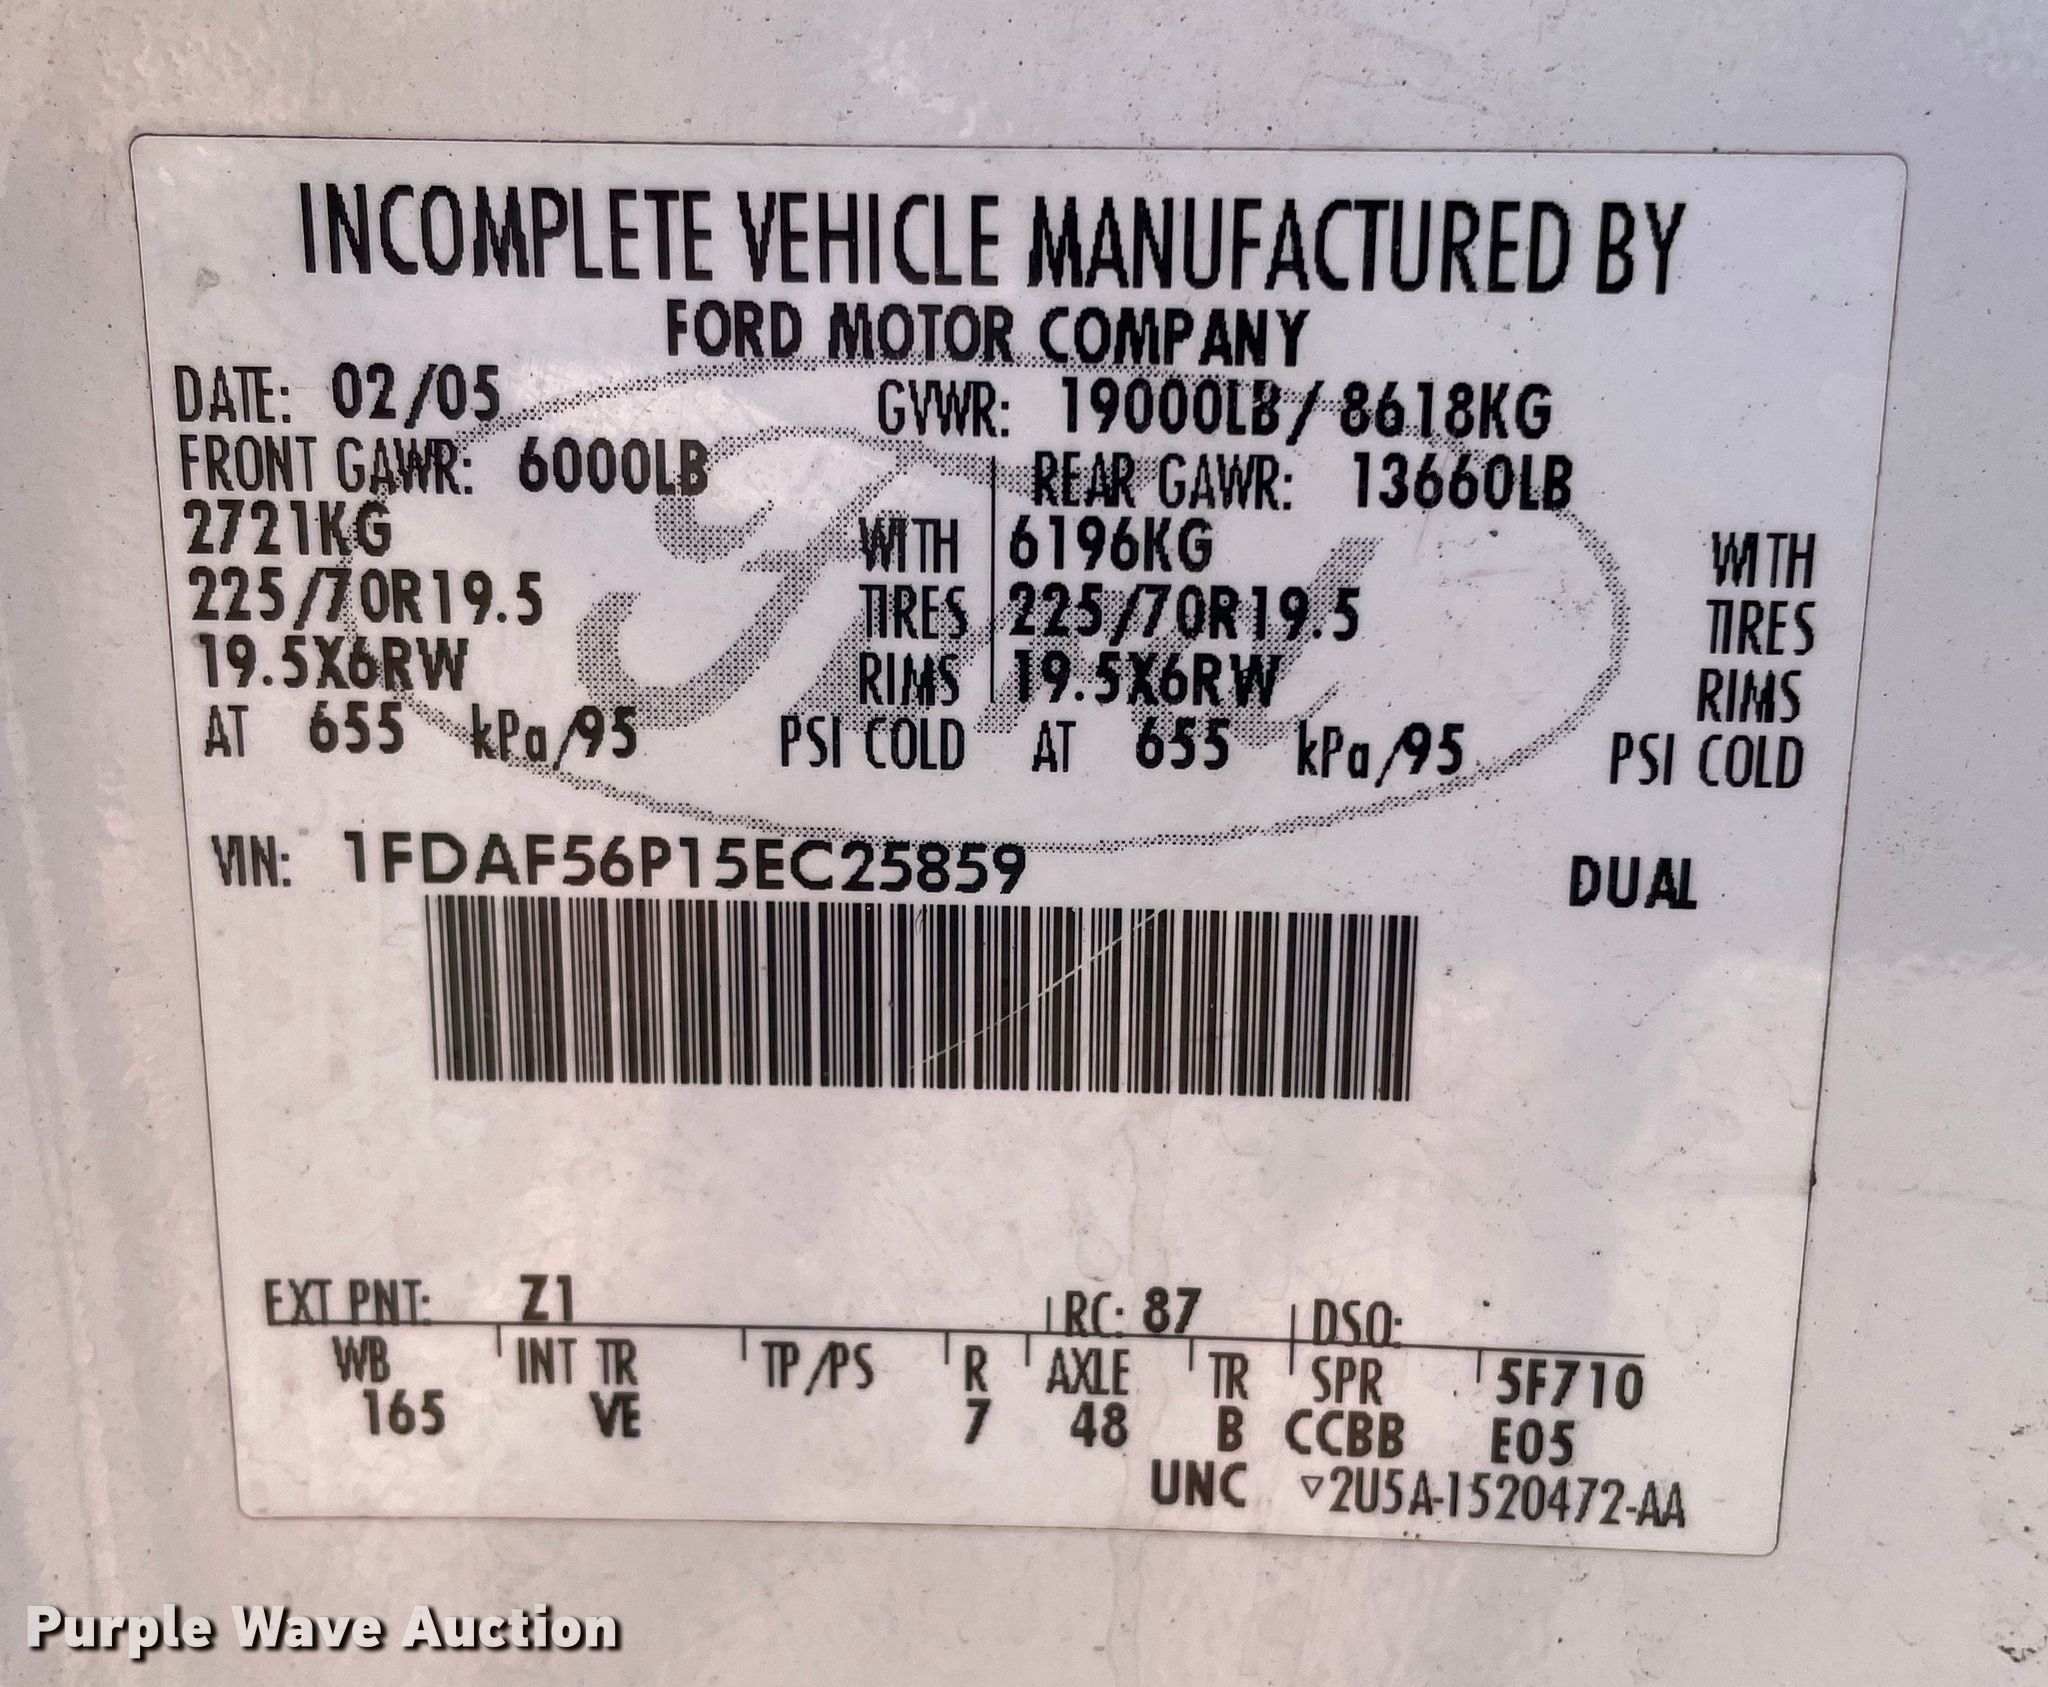 INCOMPLETE VEHICLE MANUFACTURED BY
FORD MOTOR COMPANY
DATE: 02/05 GVWR: 19000LB/8618KG
FRONT GAWR: 6000LB REAR GAWR: 13660LB
2721KG WITH 6196KG WITH
225/70R19.5 TIRES 225/70R19.5 TIRES
19.5X6RW RIMS 19.5X6RW RIMS
AT 655 kPa/95 PSI COLD AT 655 kPa/95 PSI COLD
VIN: 1FDAF56P15EC25859 DUAL
EXT PNT: Z1 RC: 87 DSO:
WB INT TR TP/PS R AXLE TR SPR 5F710
165 VE 7 48 B CCBB E05
UNC ▽2U5A-1520472-AA
Purple Wave Auction